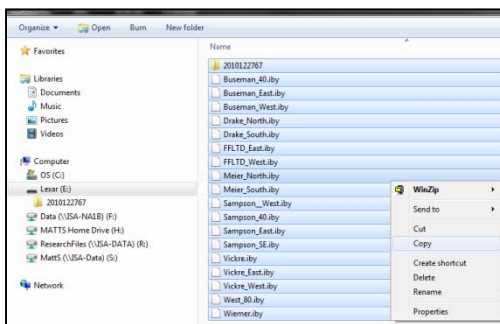 Organize Open Burn New folder
Favorites
Libraries
Documents
Music
Pictures
Videos
Computer
OS (C:)
Lexar (E:)
2010122767
Data (\\ISA-NA1B) (F:)
MATTS Home Drive (H:)
ResearchFiles (\\ISA-DATA) (R:)
MattS (\\ISA-Data) (S:)
Network
Name
2010122767
Buseman_40.iby
Buseman_East.iby
Buseman_West.iby
Drake_North.iby
Drake_South.iby
FFLTD_East.iby
FFLTD_West.iby
Meier_North.iby
Meier_South.iby
Sampson__West.iby
Sampson_40.iby
Sampson_East.iby
Sampson_SE.iby
Vickre.iby
Vickre_East.iby
Vickre_West.iby
West_80.iby
Wiemer.iby
WinZip
Send to
Cut
Copy
Create shortcut
Delete
Rename
Properties